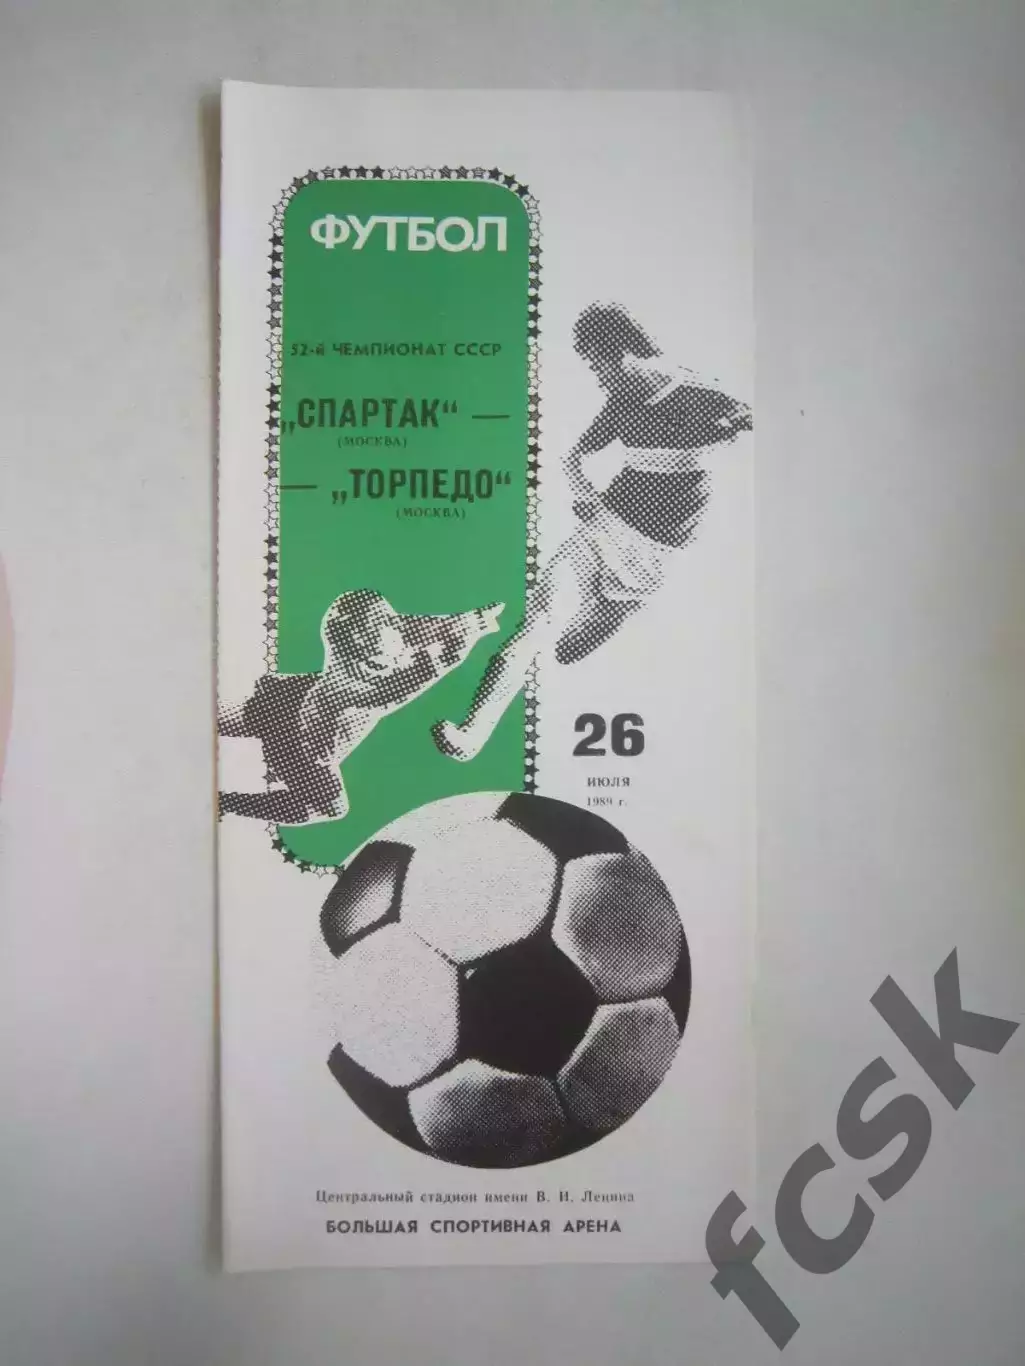 ФУТБОЛ
52-й ЧЕМПИОНАТ СССР
„СПАРТАК“ —
(МОСКВА)
— „ТОРПЕДО“
(МОСКВА)
26
ИЮЛЯ
1989 г.
Центральный стадион имени В. И. Ленина
БОЛЬШАЯ СПОРТИВНАЯ АРЕНА
fcsk